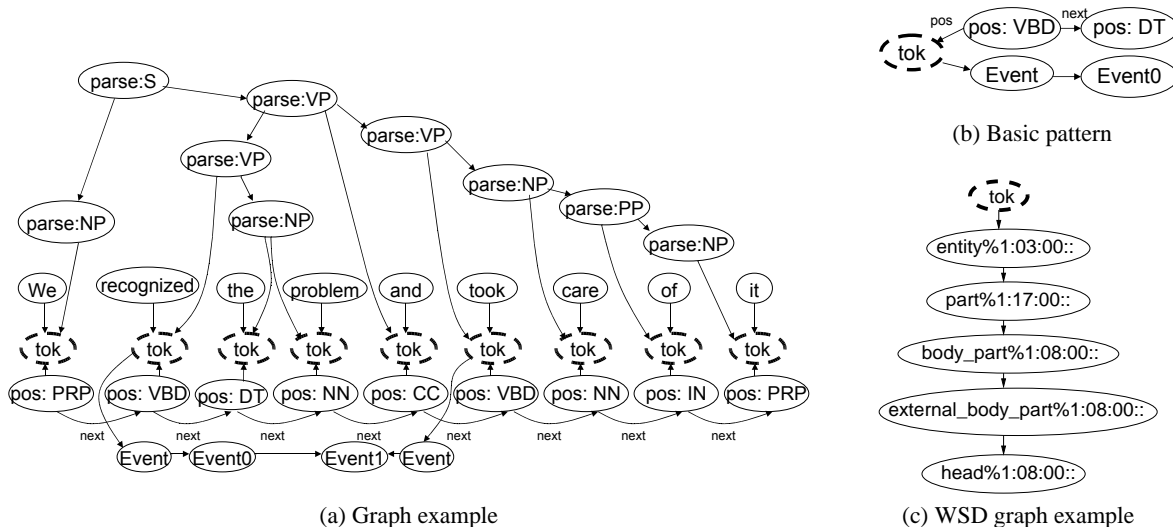 parse:S
parse:VP
parse:VP
parse:VP
parse:NP
parse:NP
parse:NP
parse:PP
parse:NP
We recognized the problem and took care of it
tok tok tok tok tok tok tok tok tok
pos: PRP pos: VBD pos: DT pos: NN pos: CC pos: VBD pos: NN pos: IN pos: PRP
next next next next next next next next
Event Event0 Event1 Event
(a) Graph example
pos next
pos: VBD pos: DT
tok
Event Event0
(b) Basic pattern
tok
entity%1:03:00::
part%1:17:00::
body_part%1:08:00::
external_body_part%1:08:00::
head%1:08:00::
(c) WSD graph example